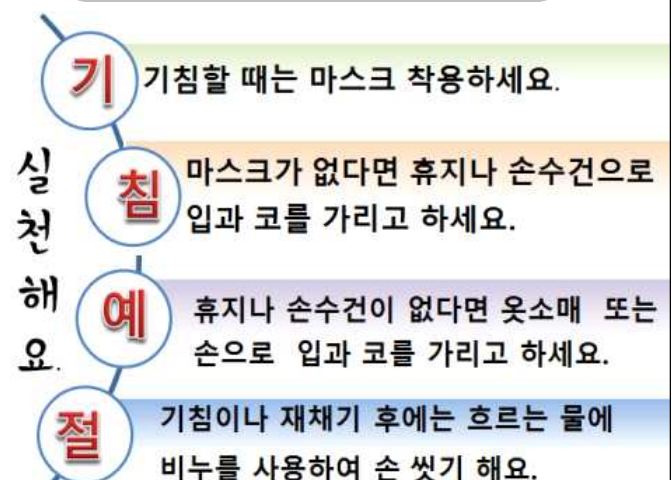 실천해요.
기
기침할 때는 마스크 착용하세요.
침
마스크가 없다면 휴지나 손수건으로
입과 코를 가리고 하세요.
예
휴지나 손수건이 없다면 옷소매 또는
손으로 입과 코를 가리고 하세요.
절
기침이나 재채기 후에는 흐르는 물에
비누를 사용하여 손 씻기 해요.